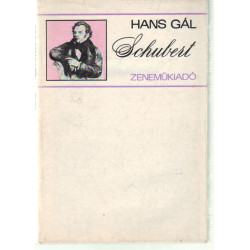 HANS GÁL
Schubert
ZENEMŰKIADÓ